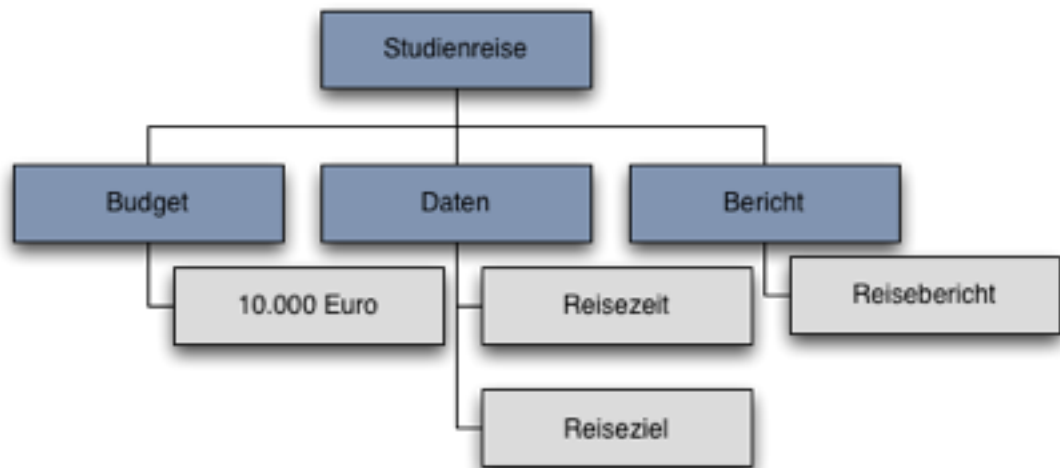 Studienreise
Budget
Daten
Bericht
10.000 Euro
Reisezeit
Reisebericht
Reiseziel